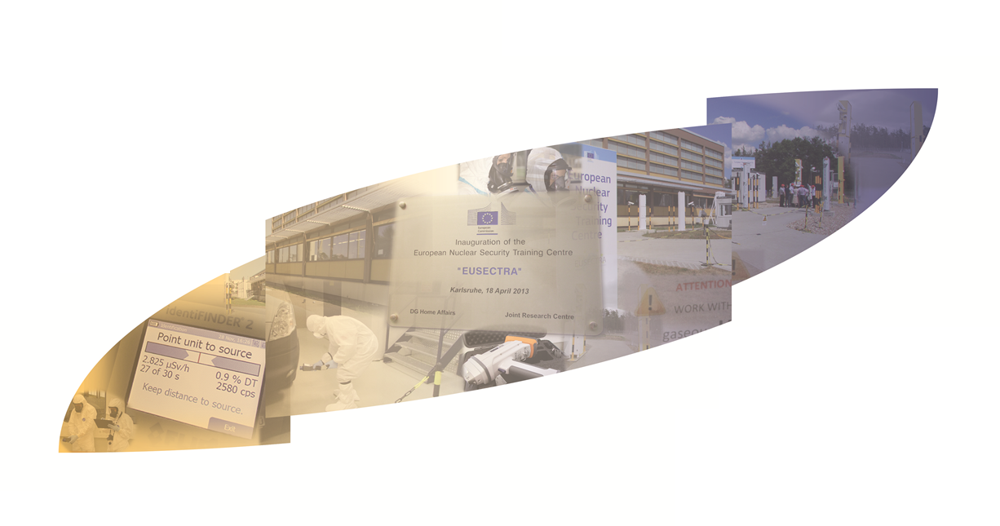 European
Nuclear
Security
Training
Centre
European
Commission
Inauguration of the
European Nuclear Security Training Centre
"EUSECTRA"
Karlsruhe, 18 April 2013
DG Home Affairs
Joint Research Centre
ATTENTION
WORK WITH
identiFINDER 2
Point unit to source
2.825 µSv/h
27 of 30 s
0.9 % DT
2580 cps
Keep distance to source.
Exit